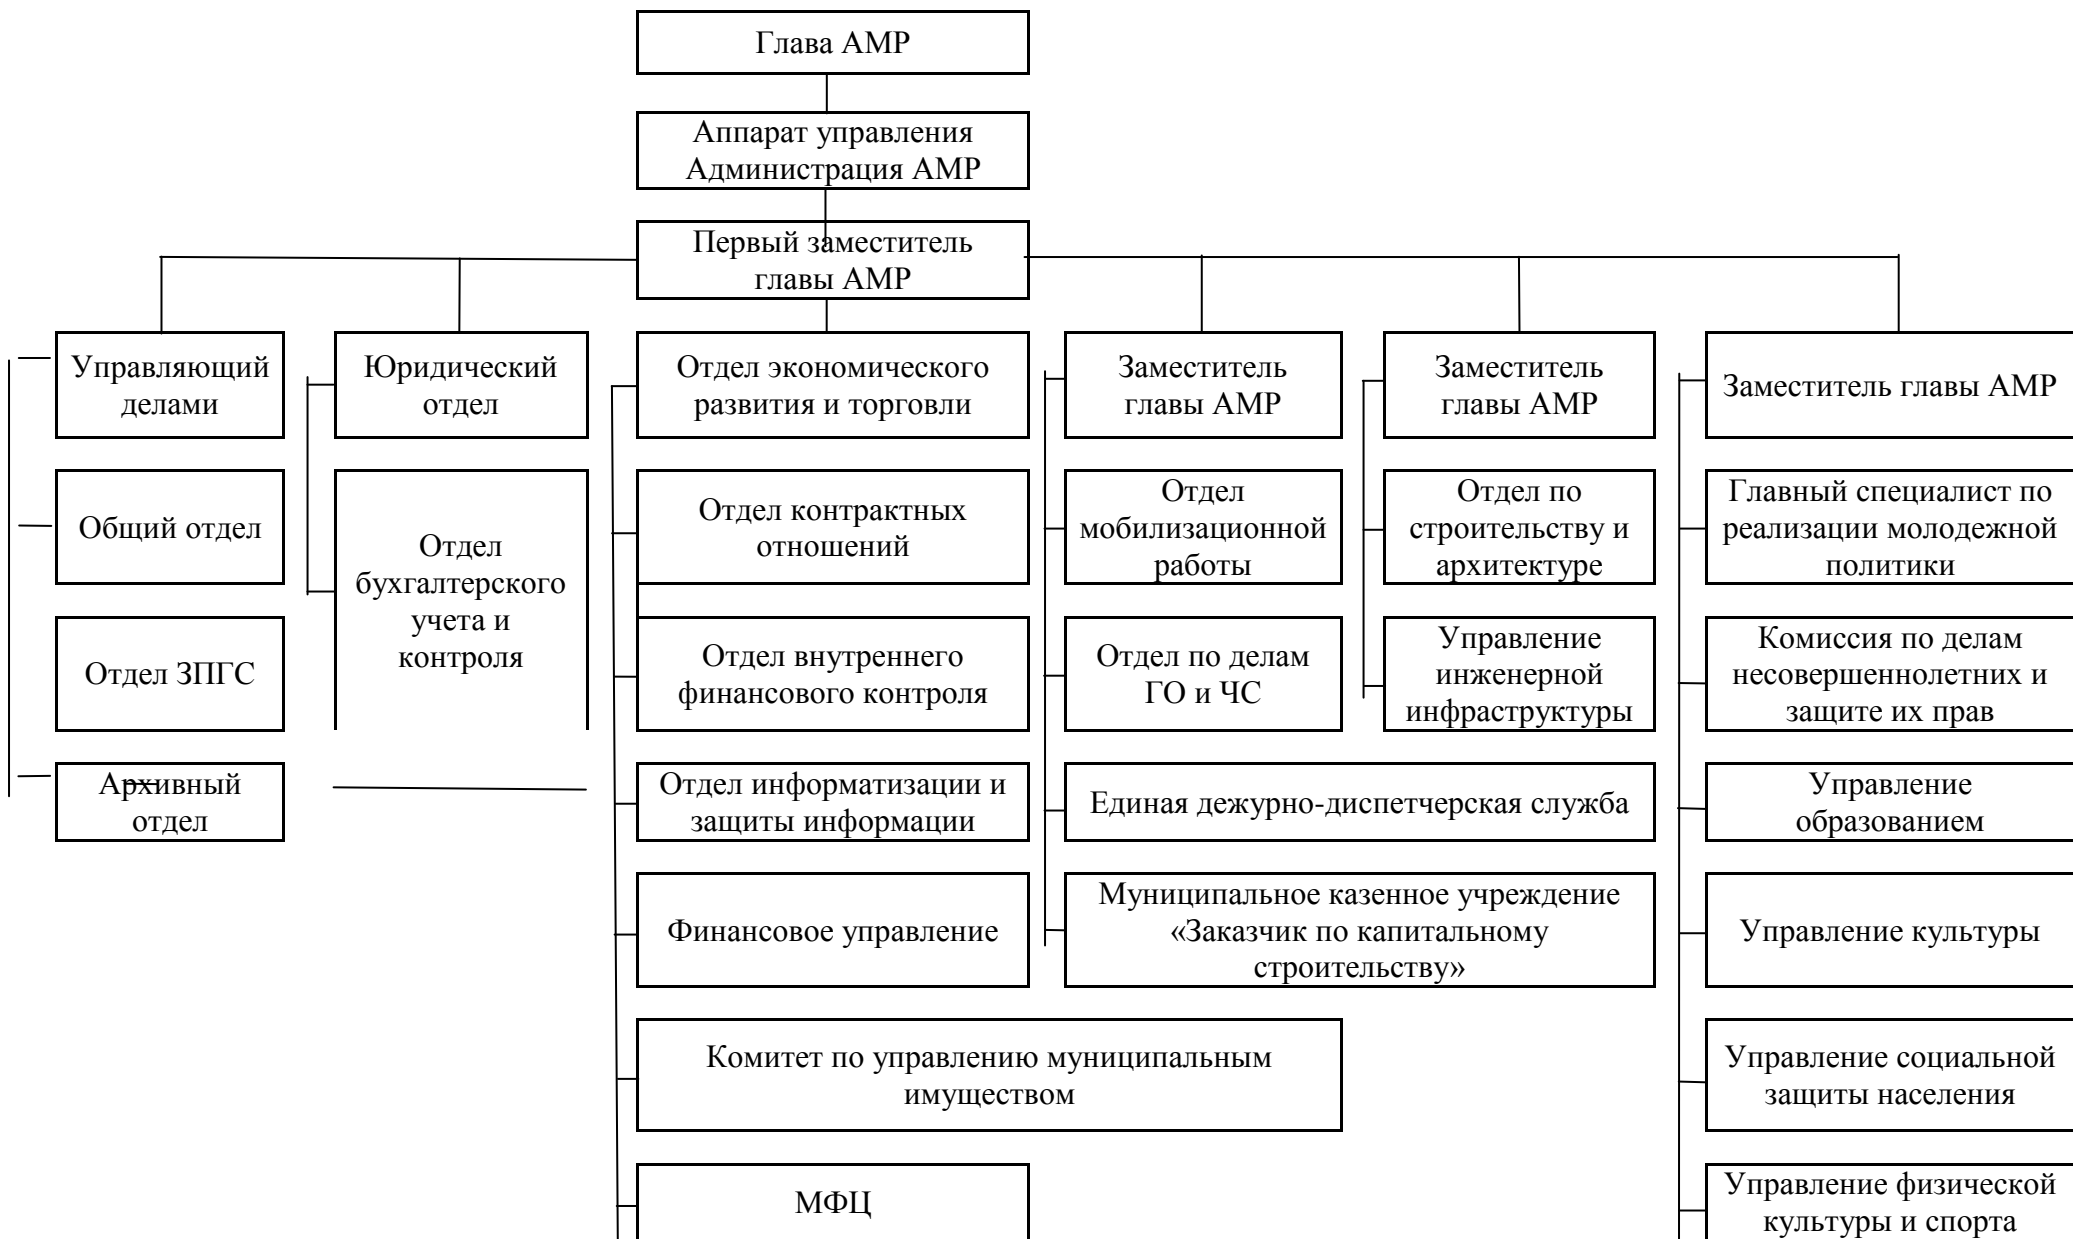 Глава АМР
Аппарат управления
Администрация АМР
Первый заместитель
главы АМР
Управляющий
делами
Юридический
отдел
Отдел экономического
развития и торговли
Заместитель
главы АМР
Заместитель
главы АМР
Заместитель главы АМР
Общий отдел
Отдел
бухгалтерского
учета и
контроля
Отдел контрактных
отношений
Отдел
мобилизационной
работы
Отдел по
строительству и
архитектуре
Главный специалист по
реализации молодежной
политики
Отдел ЗПГС
Отдел внутреннего
финансового контроля
Отдел по делам
ГО и ЧС
Управление
инженерной
инфраструктуры
Комиссия по делам
несовершеннолетних и
защите их прав
Архивный
отдел
Отдел информатизации и
защиты информации
Единая дежурно-диспетчерская служба
Управление
образованием
Финансовое управление
Муниципальное казенное учреждение
«Заказчик по капитальному
строительству»
Управление культуры
Комитет по управлению муниципальным
имуществом
Управление социальной
защиты населения
МФЦ
Управление физической
культуры и спорта